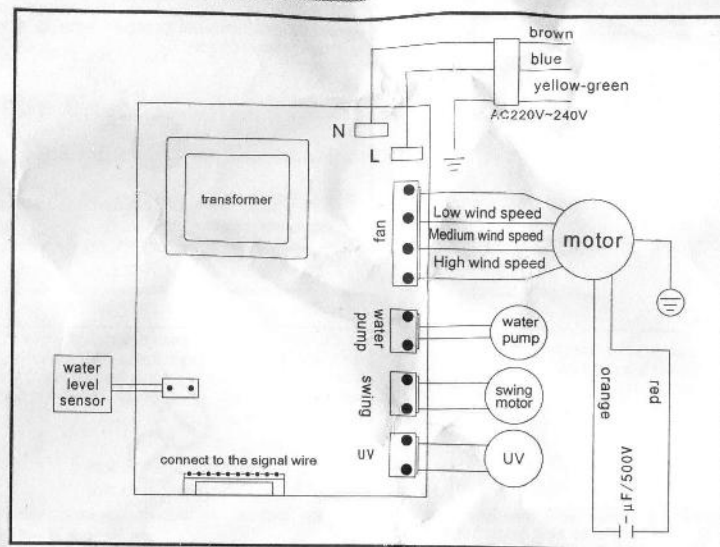 brown
blue
yellow-green
AC220V~240V
N
L
transformer
fan
Low wind speed
Medium wind speed
High wind speed
motor
water
pump
water
pump
water
level
sensor
swing
swing
motor
orange
red
connect to the signal wire
UV
UV
-μF/500V